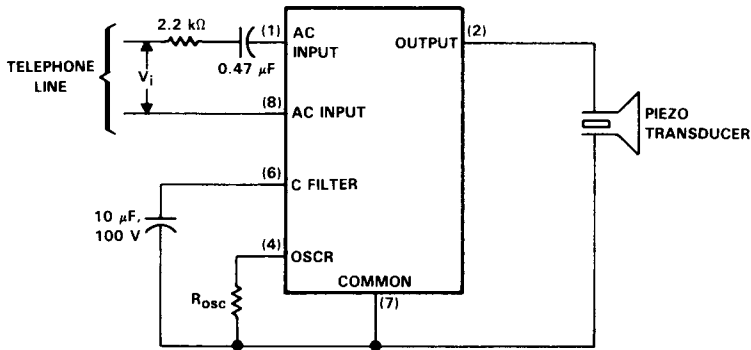 2.2 kΩ
(1)
AC
INPUT
OUTPUT
(2)
0.47 μF
TELEPHONE
LINE
Vi
(8)
AC INPUT
PIEZO
TRANSDUCER
(6)
C FILTER
10 μF,
100 V
(4)
OSCR
COMMON
Rosc
(7)